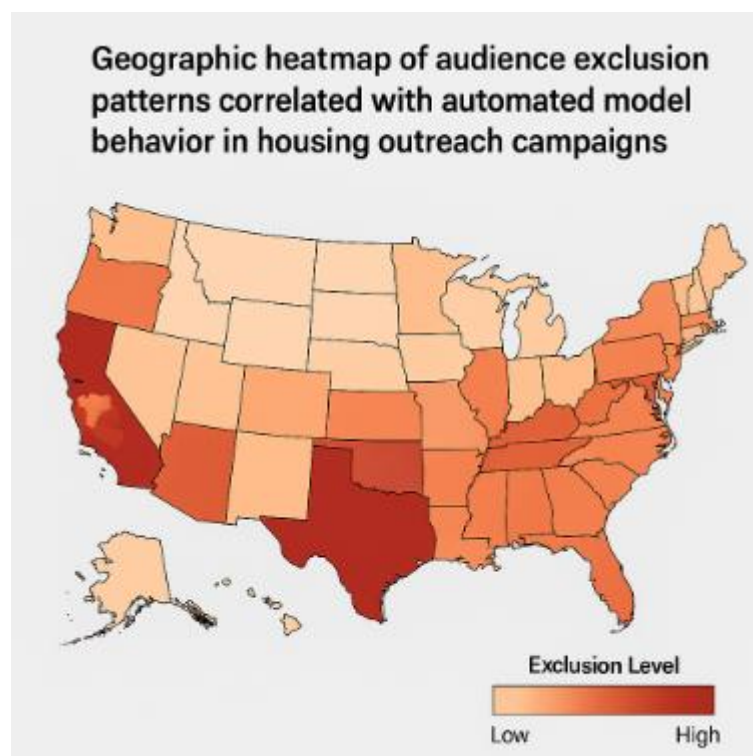 Geographic heatmap of audience exclusion
patterns correlated with automated model
behavior in housing outreach campaigns
Exclusion Level
Low High